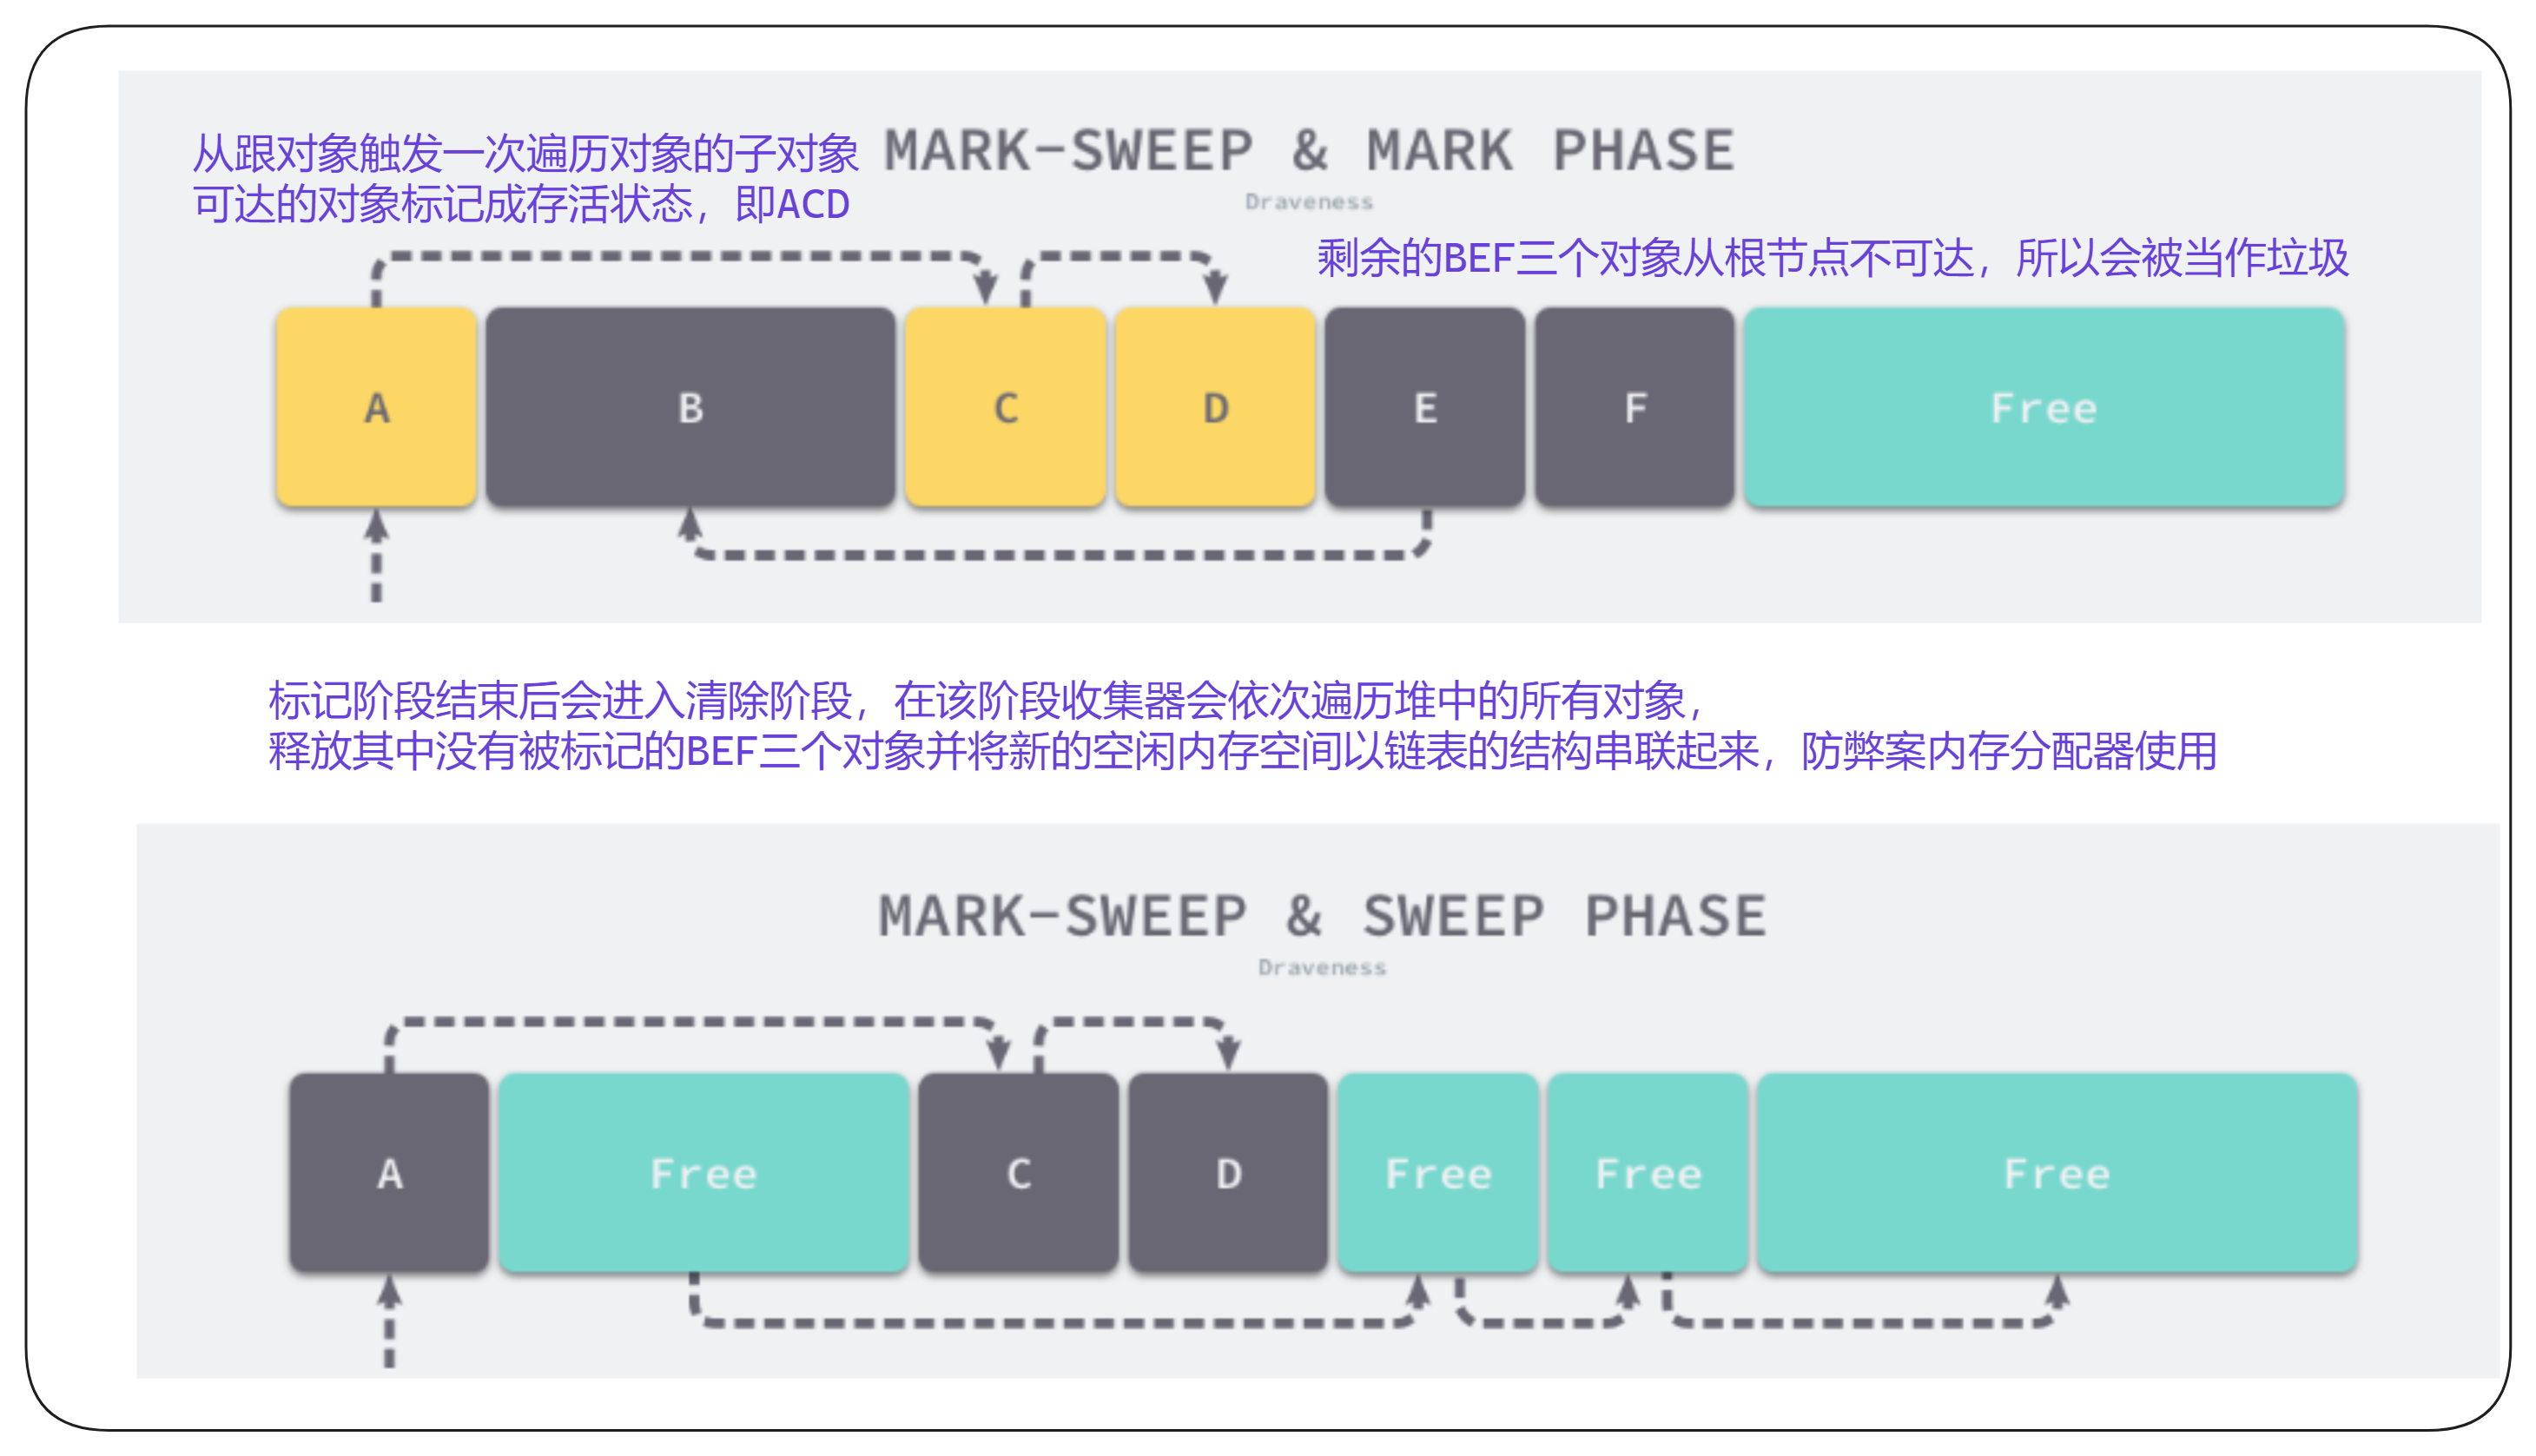 从跟对象触发一次遍历对象的子对象
可达的对象标记成存活状态，即ACD
MARK-SWEEP & MARK PHASE
Draveness
剩余的BEF三个对象从根节点不可达，所以会被当作垃圾
A
B
C
D
E
F
Free
标记阶段结束后会进入清除阶段，在该阶段收集器会依次遍历堆中的所有对象，
释放其中没有被标记的BEF三个对象并将新的空闲内存空间以链表的结构串联起来，防弊案内存分配器使用
MARK-SWEEP & SWEEP PHASE
Draveness
A
Free
C
D
Free
Free
Free